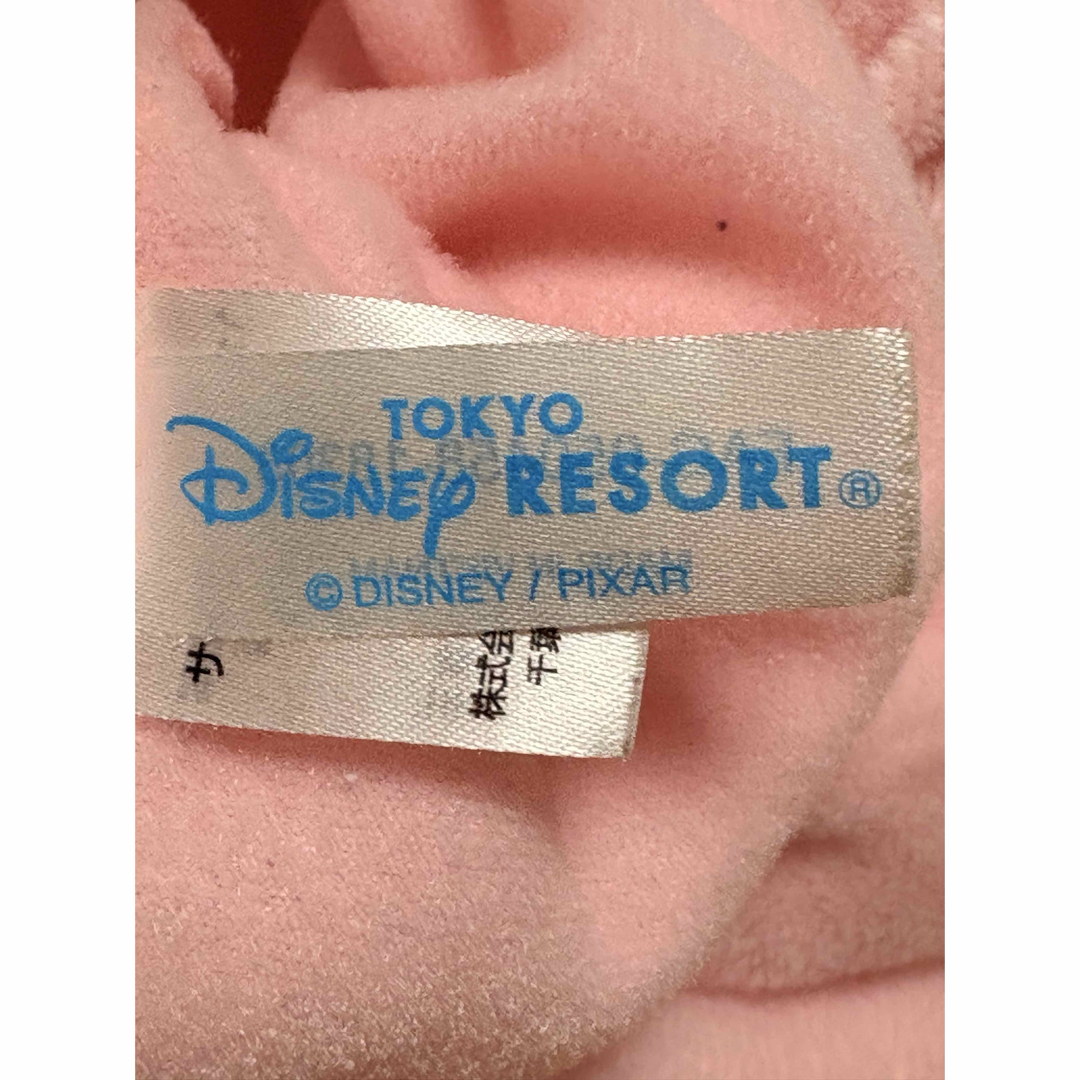 TOKYO
Disney RESORT®
© DISNEY / PIXAR
サ
株式会
千葉